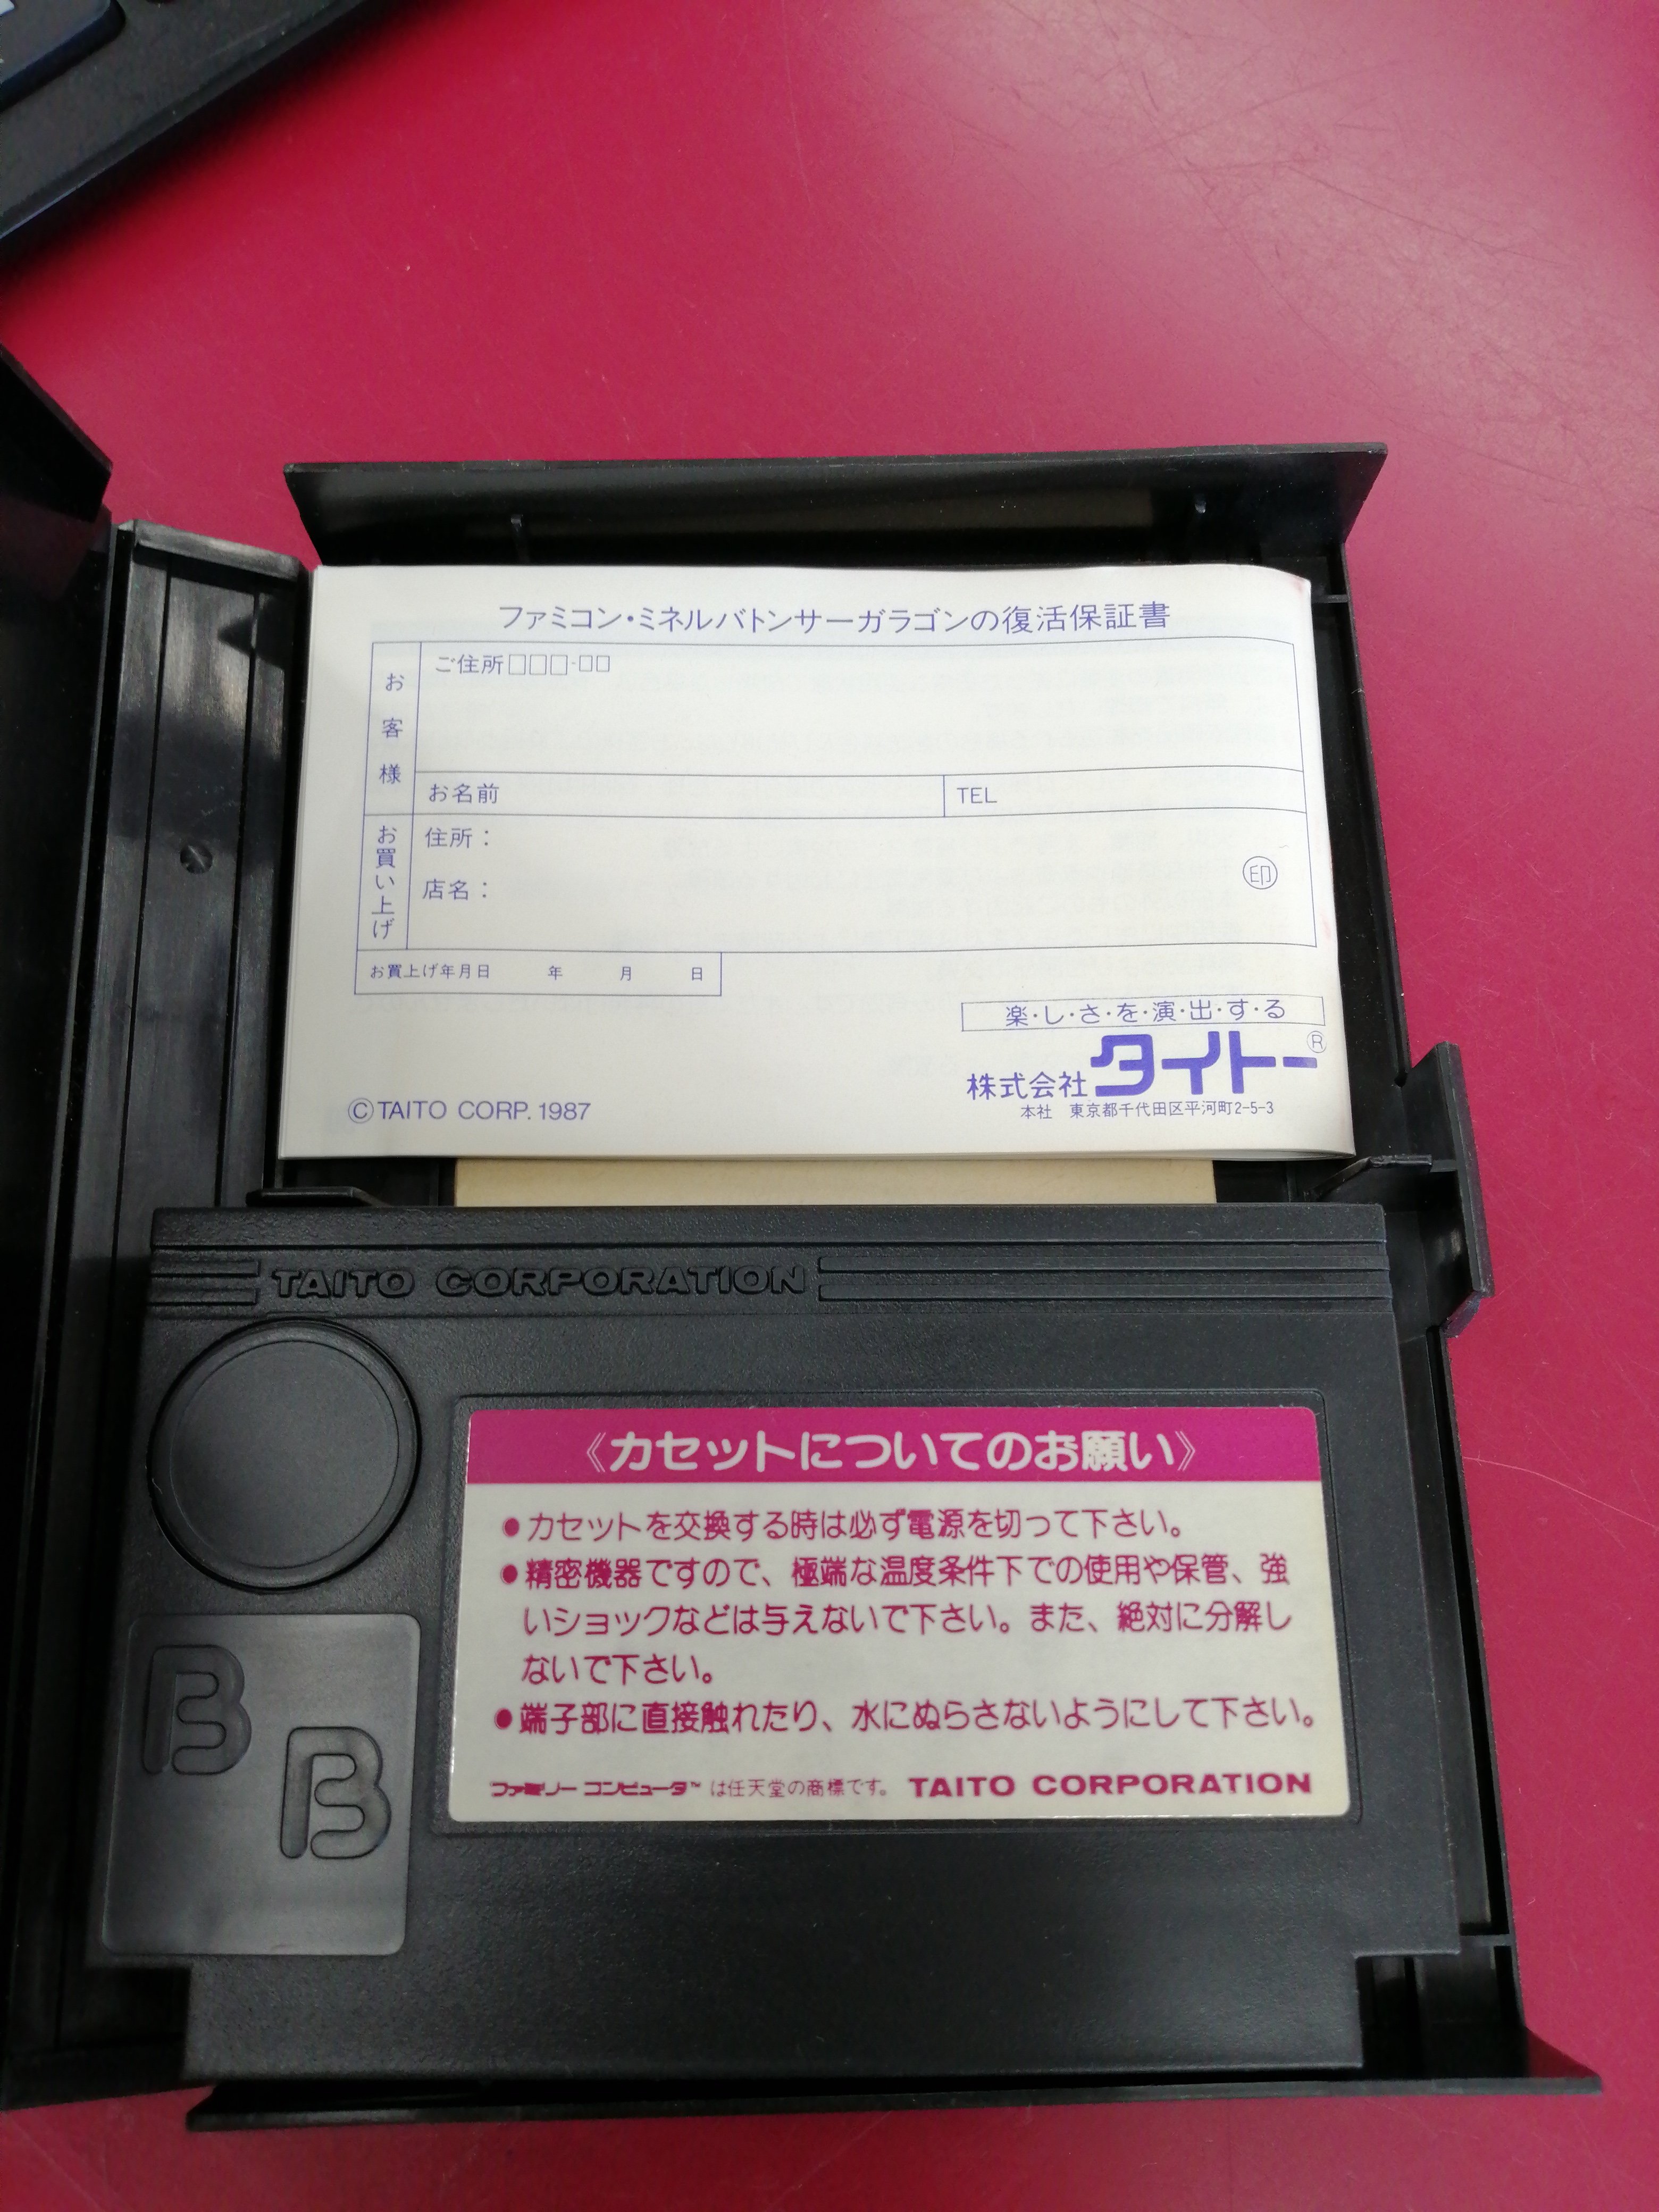 ファミコン・ミネルバトンサーガラゴンの復活保証書
お客様
ご住所□□□-□□
お名前
TEL
お買い上げ
住所：
店名：
印
お買上げ年月日 年 月 日
楽・し・さ・を・演・出・す・る
株式会社タイトー®
本社 東京都千代田区平河町2-5-3
©TAITO CORP. 1987
TAITO CORPORATION
《カセットについてのお願い》
●カセットを交換する時は必ず電源を切って下さい。
●精密機器ですので、極端な温度条件下での使用や保管、強
いショックなどは与えないで下さい。また、絶対に分解し
ないで下さい。
●端子部に直接触れたり、水にぬらさないようにして下さい。
ファミリーコンピュータ™は任天堂の商標です。 TAITO CORPORATION
B
B